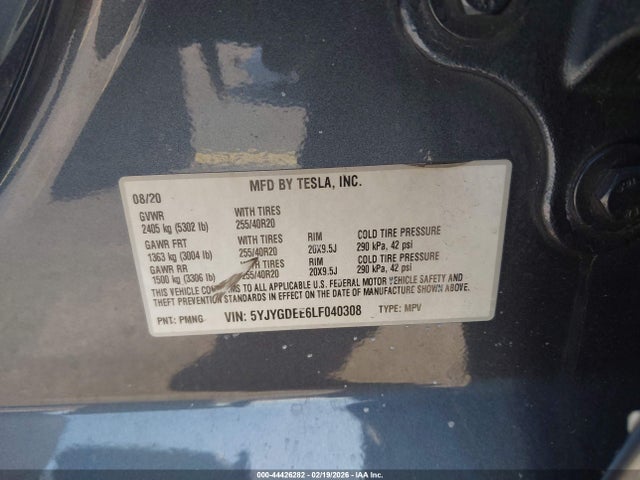 MFD BY TESLA, INC.
08/20
GVWR WITH TIRES
2405 kg (5302 lb) 255/40R20
GAWR FRT WITH TIRES RIM COLD TIRE PRESSURE
1363 kg (3004 lb) 255/40R20 20X9.5J 290 kPa, 42 psi
GAWR RR WITH TIRES RIM COLD TIRE PRESSURE
1500 kg (3306 lb) 255/40R20 20X9.5J 290 kPa, 42 psi
THIS VEHICLE CONFORMS TO ALL APPLICABLE U.S. FEDERAL MOTOR VEHICLE SAFETY AND
THEFT PREVENTION STANDARDS IN EFFECT ON THE DATE OF MANUFACTURE SHOWN ABOVE.
PNT: PMNG VIN: 5YJYGDEE6LF040308 TYPE: MPV
000-44426282 - 02/19/2026 - IAA Inc.